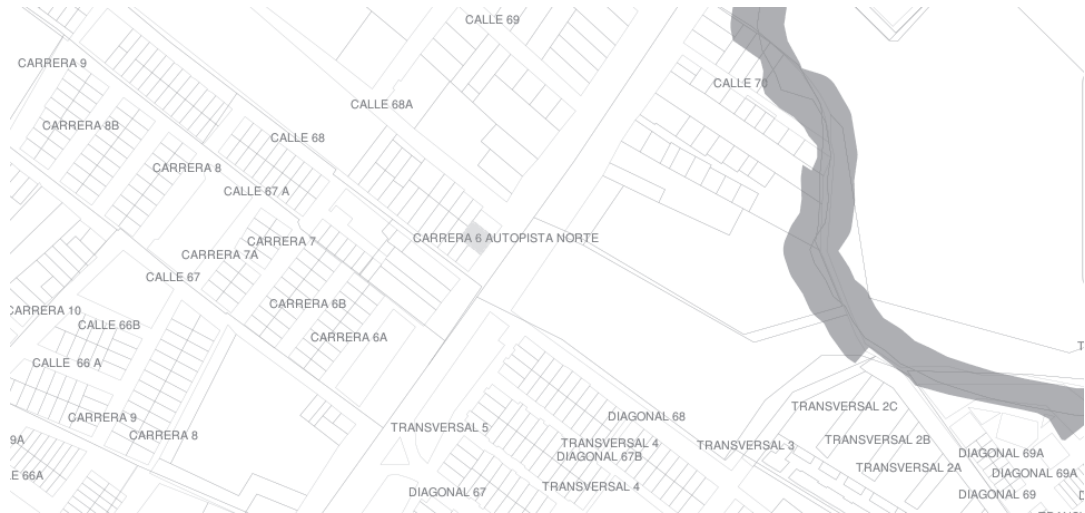 CALLE 69
CARRERA 9
CALLE 70
CALLE 68A
CARRERA 8B
CALLE 68
CARRERA 8
CALLE 67 A
CARRERA 6 AUTOPISTA NORTE
CARRERA 7
CARRERA 7A
CALLE 67
CARRERA 6B
CARRERA 10
CALLE 66B
CARRERA 6A
CALLE 66 A
TRANSVERSAL 2C
CARRERA 9
DIAGONAL 68
TRANSVERSAL 5
CARRERA 8
9A
TRANSVERSAL 4
TRANSVERSAL 3
TRANSVERSAL 2B
DIAGONAL 67B
DIAGONAL 69A
TRANSVERSAL 2A
LE 66A
DIAGONAL 69A
TRANSVERSAL 4
DIAGONAL 67
DIAGONAL 69